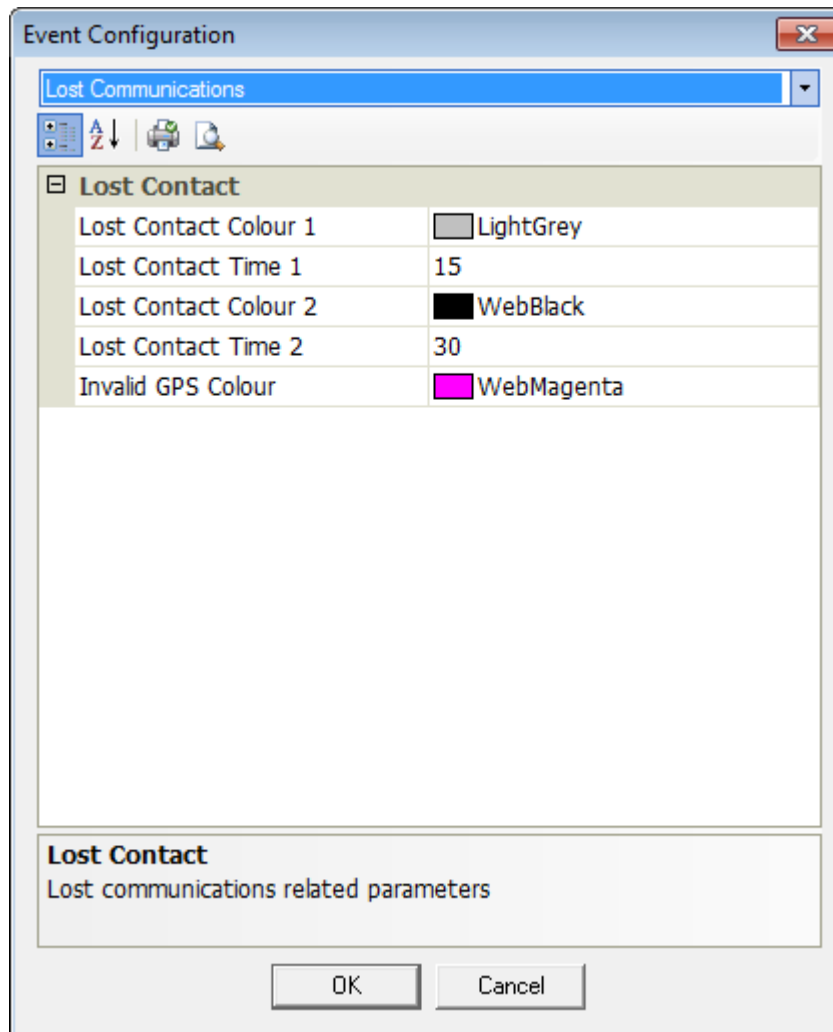 Event Configuration
Lost Communications
Lost Contact
Lost Contact Colour 1 LightGrey
Lost Contact Time 1 15
Lost Contact Colour 2 WebBlack
Lost Contact Time 2 30
Invalid GPS Colour WebMagenta
Lost Contact
Lost communications related parameters
OK Cancel